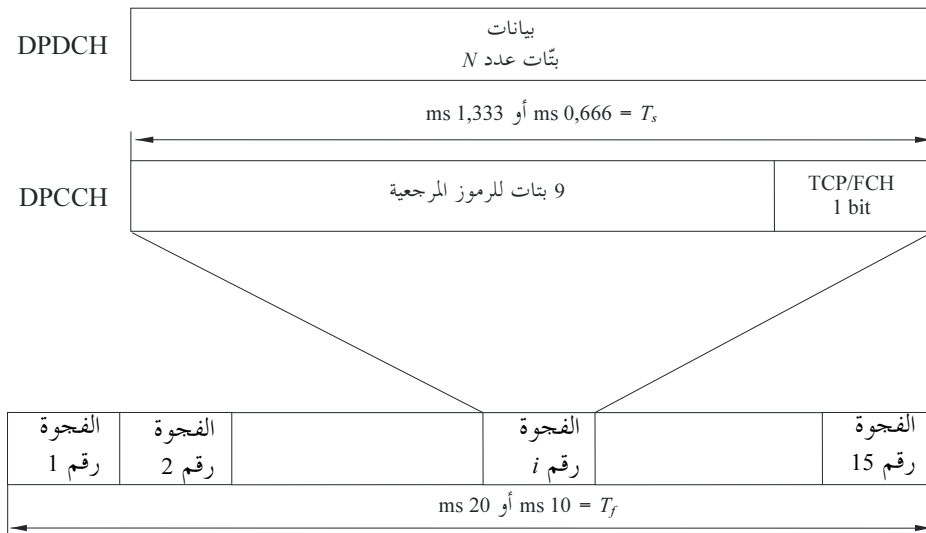 DPDCH
بيانات
بتّات عدد N
ms 1,333 أو ms 0,666 = Ts
DPCCH
9 بتات للرموز المرجعية
TCP/FCH
1 bit
الفجوة
رقم 1
الفجوة
رقم 2
الفجوة
رقم i
الفجوة
رقم 15
ms 20 أو ms 10 = Tf